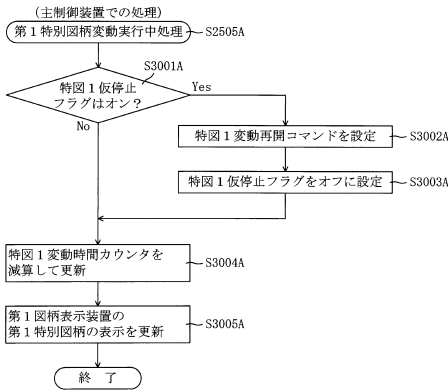 (主制御装置での処理)
第1特別図柄変動実行中処理
S2505A
S3001A
特図1仮停止
フラグはオン?
Yes
No
特図1変動再開コマンドを設定
S3002A
特図1仮停止フラグをオフに設定
S3003A
特図1変動時間カウンタを
減算して更新
S3004A
第1図柄表示装置の
第1特別図柄の表示を更新
S3005A
終了